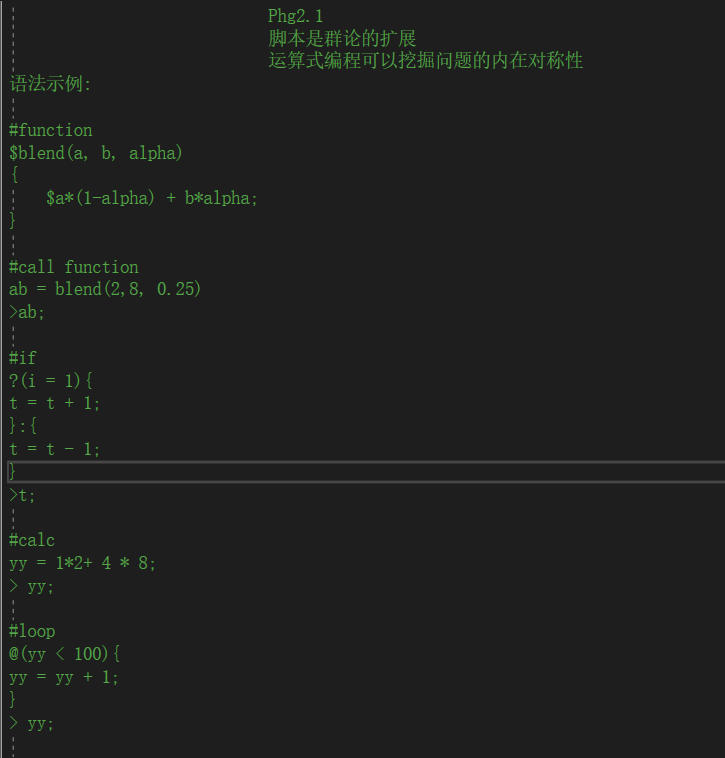 Phg2.1
脚本是群论的扩展
运算式编程可以挖掘问题的内在对称性
语法示例:
#function
$blend(a, b, alpha)
{
$a*(1-alpha) + b*alpha;
}
#call function
ab = blend(2,8, 0.25)
>ab;
#if
?(i = 1){
t = t + 1;
}:{
t = t - 1;
}
>t;
#calc
yy = 1*2+ 4 * 8;
> yy;
#loop
@(yy < 100){
yy = yy + 1;
}
> yy;